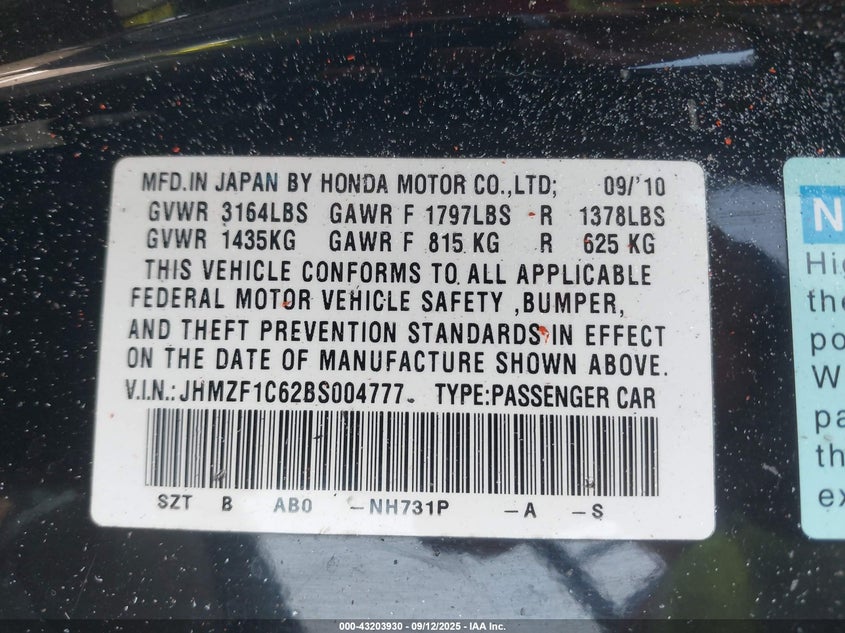 MFD.IN JAPAN BY HONDA MOTOR CO.,LTD; 09/'10
GVWR 3164LBS GAWR F 1797LBS R 1378LBS
GVWR 1435KG GAWR F 815 KG R 625 KG
THIS VEHICLE CONFORMS TO ALL APPLICABLE
FEDERAL MOTOR VEHICLE SAFETY ,BUMPER,
AND THEFT PREVENTION STANDARDS IN EFFECT
ON THE DATE OF MANUFACTURE SHOWN ABOVE.
V.I.N.:JHMZF1C62BS004777 TYPE:PASSENGER CAR
SZT B AB0 -NH731P -A -S
the
W
th
000-43203930 - 09/12/2025 - IAA Inc.